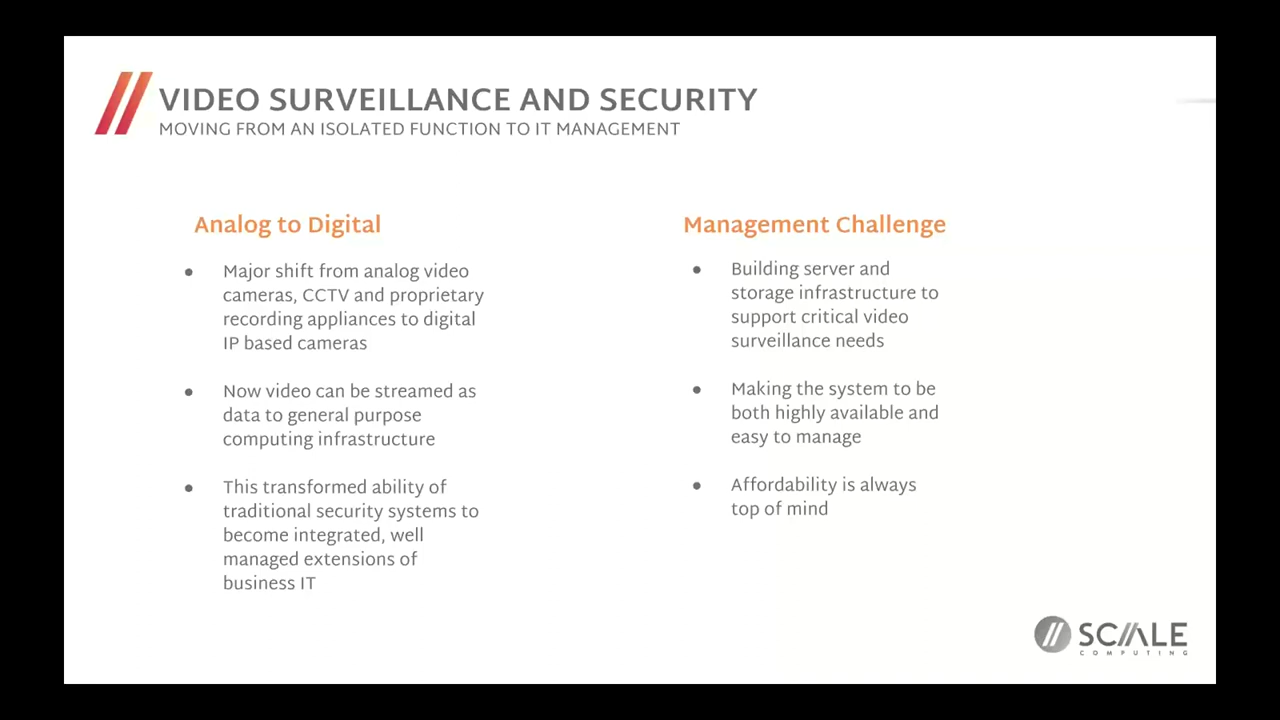 VIDEO SURVEILLANCE AND SECURITY
MOVING FROM AN ISOLATED FUNCTION TO IT MANAGEMENT
Analog to Digital
● Major shift from analog video
cameras, CCTV and proprietary
recording appliances to digital
IP based cameras
● Now video can be streamed as
data to general purpose
computing infrastructure
● This transformed ability of
traditional security systems to
become integrated, well
managed extensions of
business IT
Management Challenge
● Building server and
storage infrastructure to
support critical video
surveillance needs
● Making the system to be
both highly available and
easy to manage
● Affordability is always
top of mind
SCALE
COMPUTING